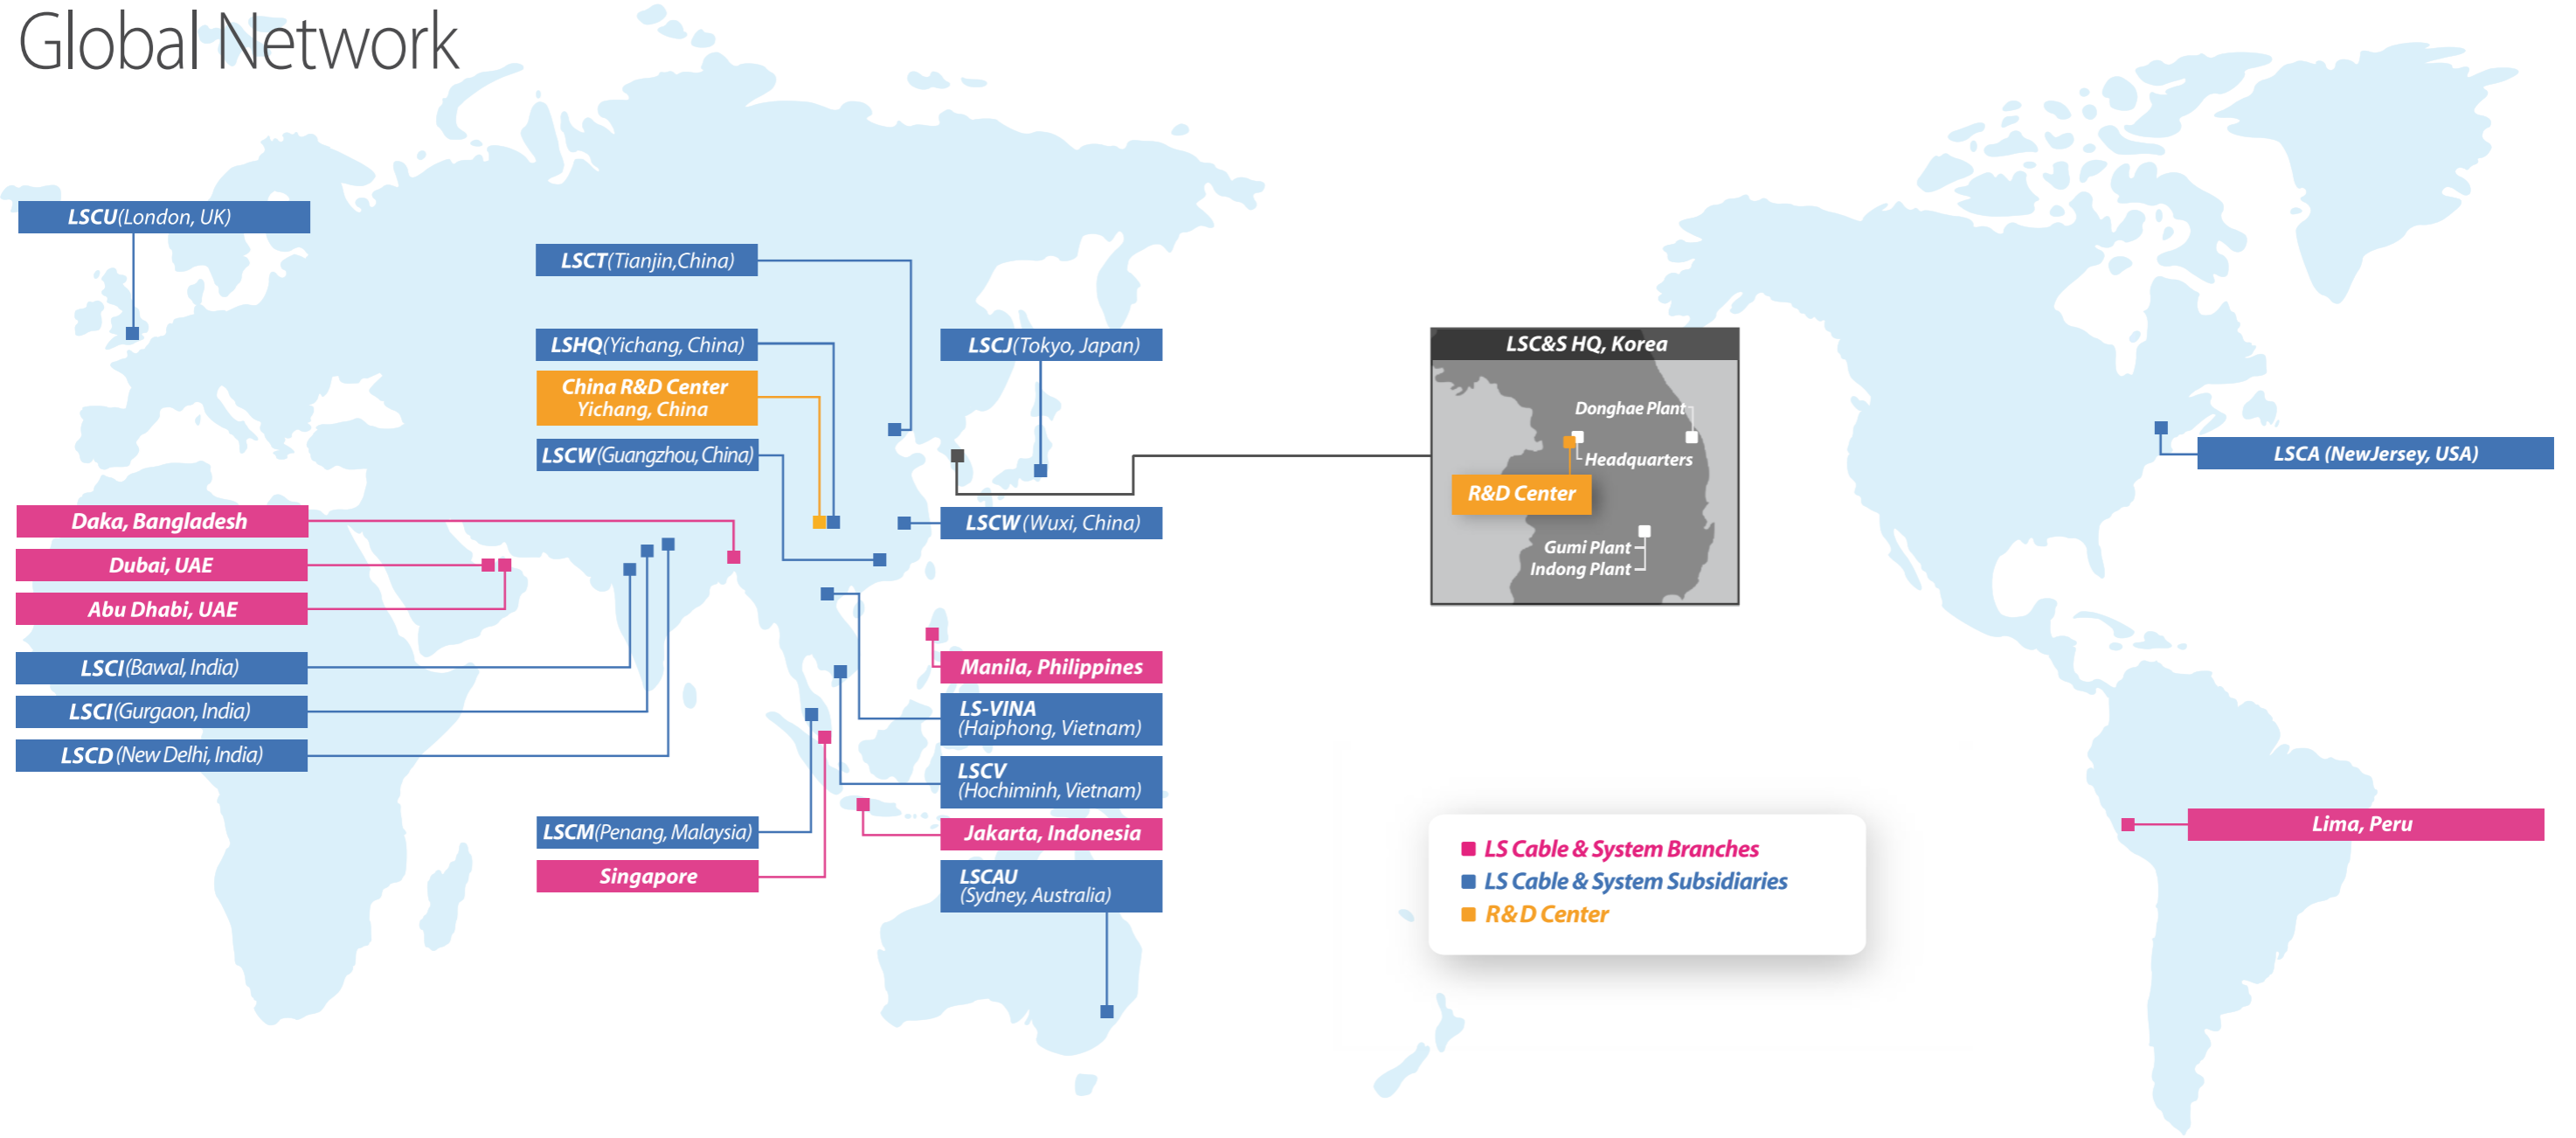 Global Network
LSCU(London, UK)
LSCT(Tianjin,China)
LSHQ(Yichang, China)
China R&D Center
Yichang, China
LSCW(Guangzhou, China)
LSCJ(Tokyo, Japan)
LSCW (Wuxi, China)
LSC&S HQ, Korea
Donghae Plant
Headquarters
R&D Center
Gumi Plant
Indong Plant
LSCA (NewJersey, USA)
Daka, Bangladesh
Dubai, UAE
Abu Dhabi, UAE
LSCI(Bawal, India)
LSCI(Gurgaon, India)
LSCD(New Delhi, India)
Manila, Philippines
LS-VINA
(Haiphong, Vietnam)
LSCV
(Hochiminh, Vietnam)
LSCM(Penang, Malaysia)
Singapore
Jakarta, Indonesia
LSCAU
(Sydney, Australia)
Lima, Peru
LS Cable & System Branches
LS Cable & System Subsidiaries
R&D Center